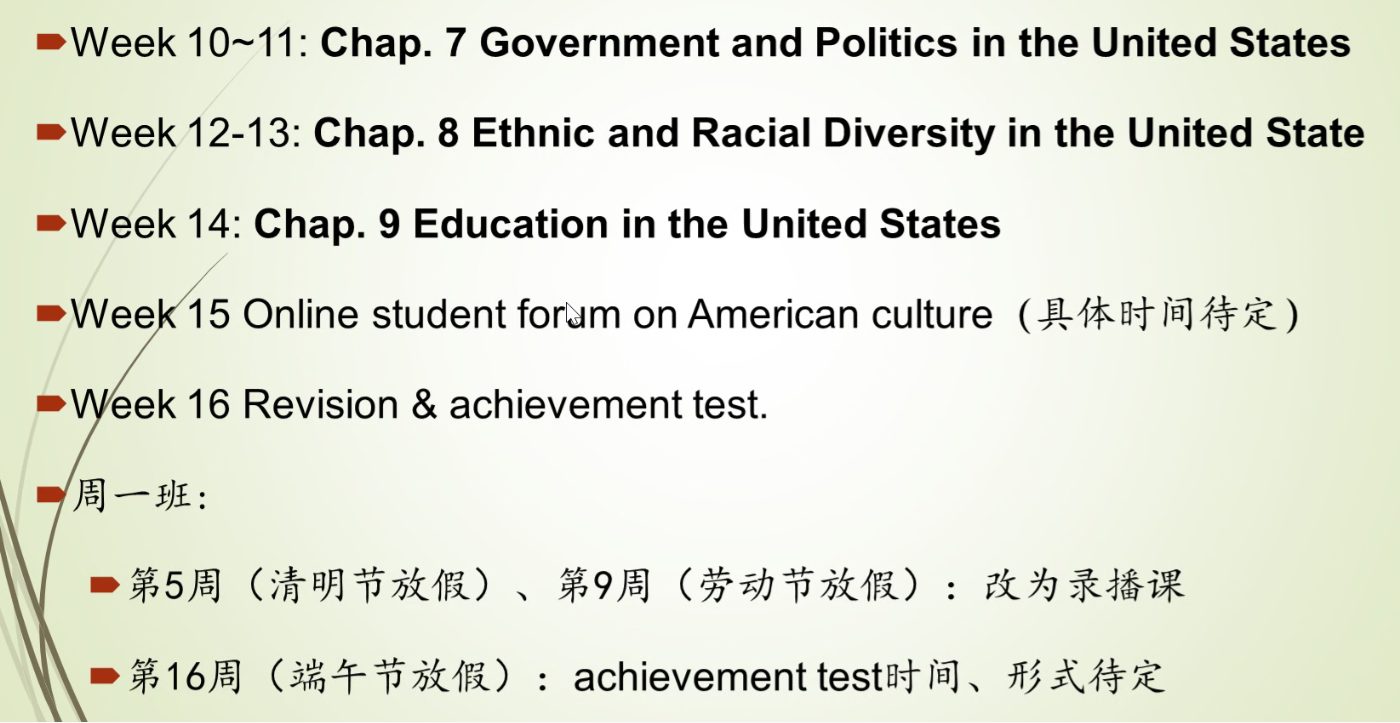 Week 10~11: Chap. 7 Government and Politics in the United States
Week 12-13: Chap. 8 Ethnic and Racial Diversity in the United State
Week 14: Chap. 9 Education in the United States
Week 15 Online student forum on American culture（具体时间待定）
Week 16 Revision & achievement test.
周一班：
第5周（清明节放假）、第9周（劳动节放假）：改为录播课
第16周（端午节放假）：achievement test时间、形式待定